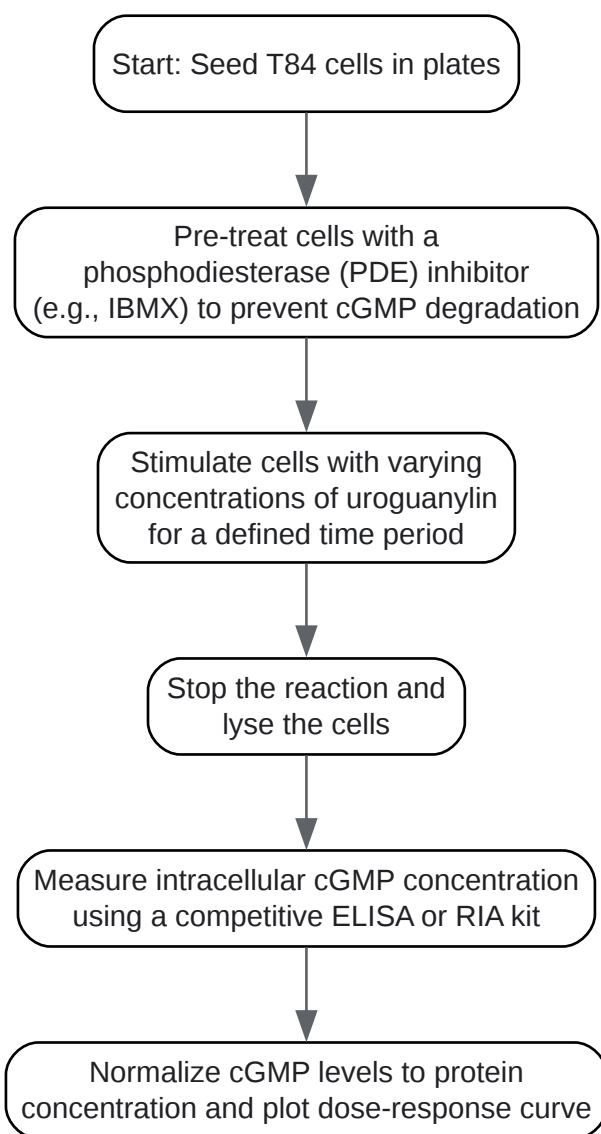 Start: Seed T84 cells in plates
Pre-treat cells with a
phosphodiesterase (PDE) inhibitor
(e.g., IBMX) to prevent cGMP degradation
Stimulate cells with varying
concentrations of uroguanylin
for a defined time period
Stop the reaction and
lyse the cells
Measure intracellular cGMP concentration
using a competitive ELISA or RIA kit
Normalize cGMP levels to protein
concentration and plot dose-response curve